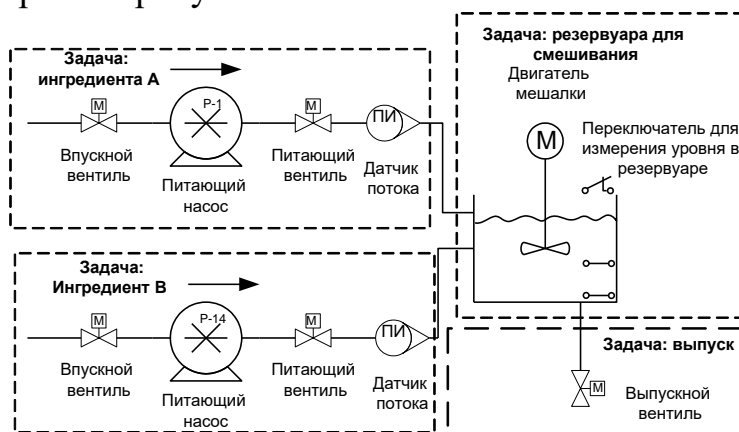 Задача:
ингредиента А
М
Р-1
М
ПИ
Впускной
вентиль
Питающий
насос
Питающий
вентиль
Датчик
потока
Задача:
Ингредиент В
М
Р-14
М
ПИ
Впускной
вентиль
Питающий
насос
Питающий
вентиль
Датчик
потока
Задача: резервуара для
смешивания
Двигатель
мешалки
М
Переключатель для
измерения уровня в
резервуаре
Задача: выпуск
М
Выпускной
вентиль